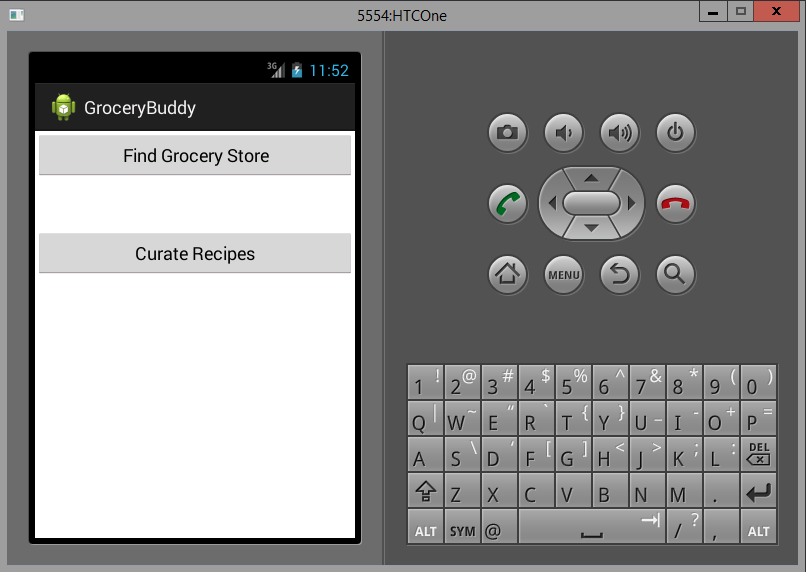 5554:HTCOne
3G 11:52
GroceryBuddy
Find Grocery Store
Curate Recipes
MENU
1 ! 2 @ 3 # 4 $ 5 % 6 ^ 7 & 8 * 9 ( 0 )
Q | W ~ E “ R ` T { Y } U _ I - O + P =
A S \ D ‘ F [ G ] H < J > K ; L : DEL
Z X C V B N M .
ALT SYM @ / ? , ALT